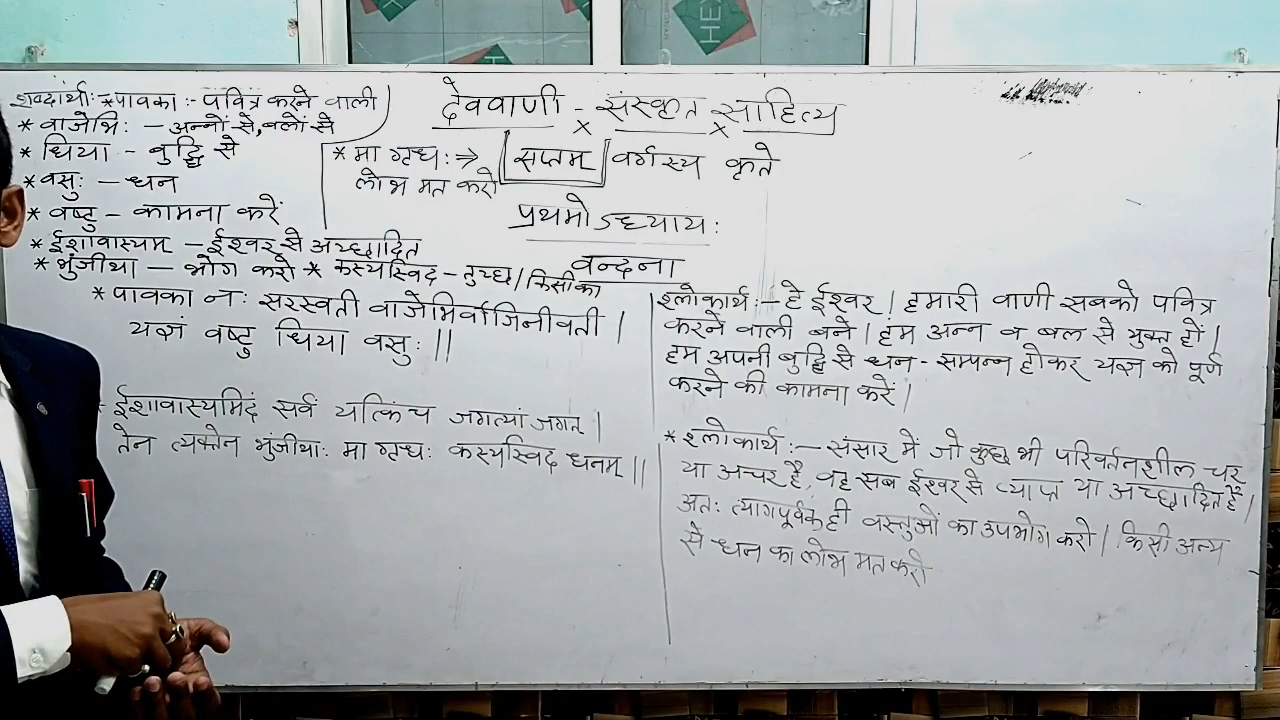 HEX
देववाणी - संस्कृत साहित्य
सप्तम वर्गस्य कृते
प्रथमोऽध्यायः
वन्दना
शब्दार्थाः * पावका :- पवित्र करने वाली
* वाजेभिः - अन्नों से, बलों से
* धिया - बुद्धि से
* वसुः - धन
* वष्टु - कामना करें
* ईशावास्यम् - ईश्वर से अच्छादित
* भुंजीथा - भोग करो * कस्यस्विद - तुच्छ / किसीका
* मा गृधः ⇒
लोभ मत करो
* पावका नः सरस्वती वाजेभिर्वाजिनीवती |
यज्ञं वष्टु धिया वसुः ||
* ईशावास्यमिदं सर्वं यत्किंच जगत्यां जगत् |
तेन त्यक्तेन भुंजीथाः मा गृधः कस्यस्विद धनम् ||
श्लोकार्थ :- हे ईश्वर | हमारी वाणी सबको पवित्र
करने वाली बने | हम अन्न व बल से युक्त हों |
हम अपनी बुद्धि से धन - सम्पन्न होकर यज्ञ को पूर्ण
करने की कामना करें |
* श्लोकार्थ :- संसार में जो कुछ भी परिवर्तनशील चर
या अचर है, वह सब ईश्वर से व्याप्त या अच्छादित है |
अतः त्यागपूर्वक ही वस्तुओं का उपभोग करो | किसी अन्य
से धन का लोभ मत करो